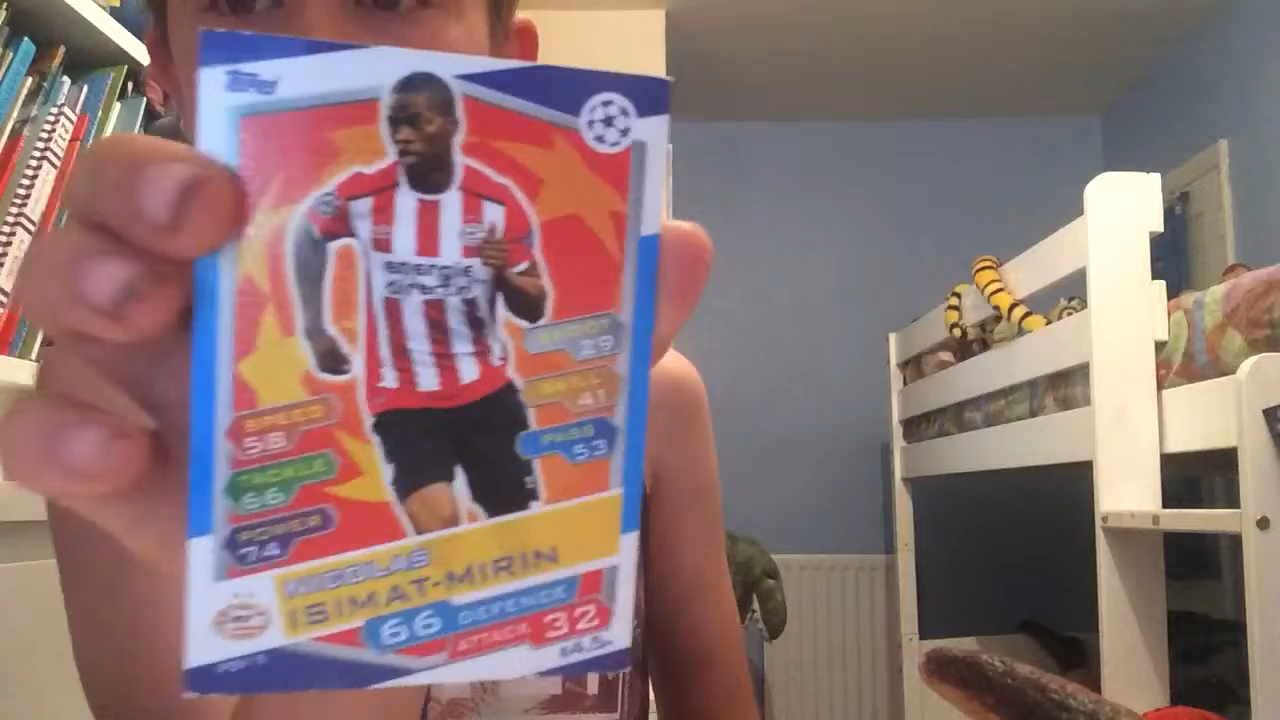 Topps
energie
direct.nl
SHOOT
29
SKILL
41
PASS
53
SPEED
58
TACKLE
66
POWER
74
NICOLAS
ISIMAT-MIRIN
66 DEFENCE
ATTACK 32
PSV